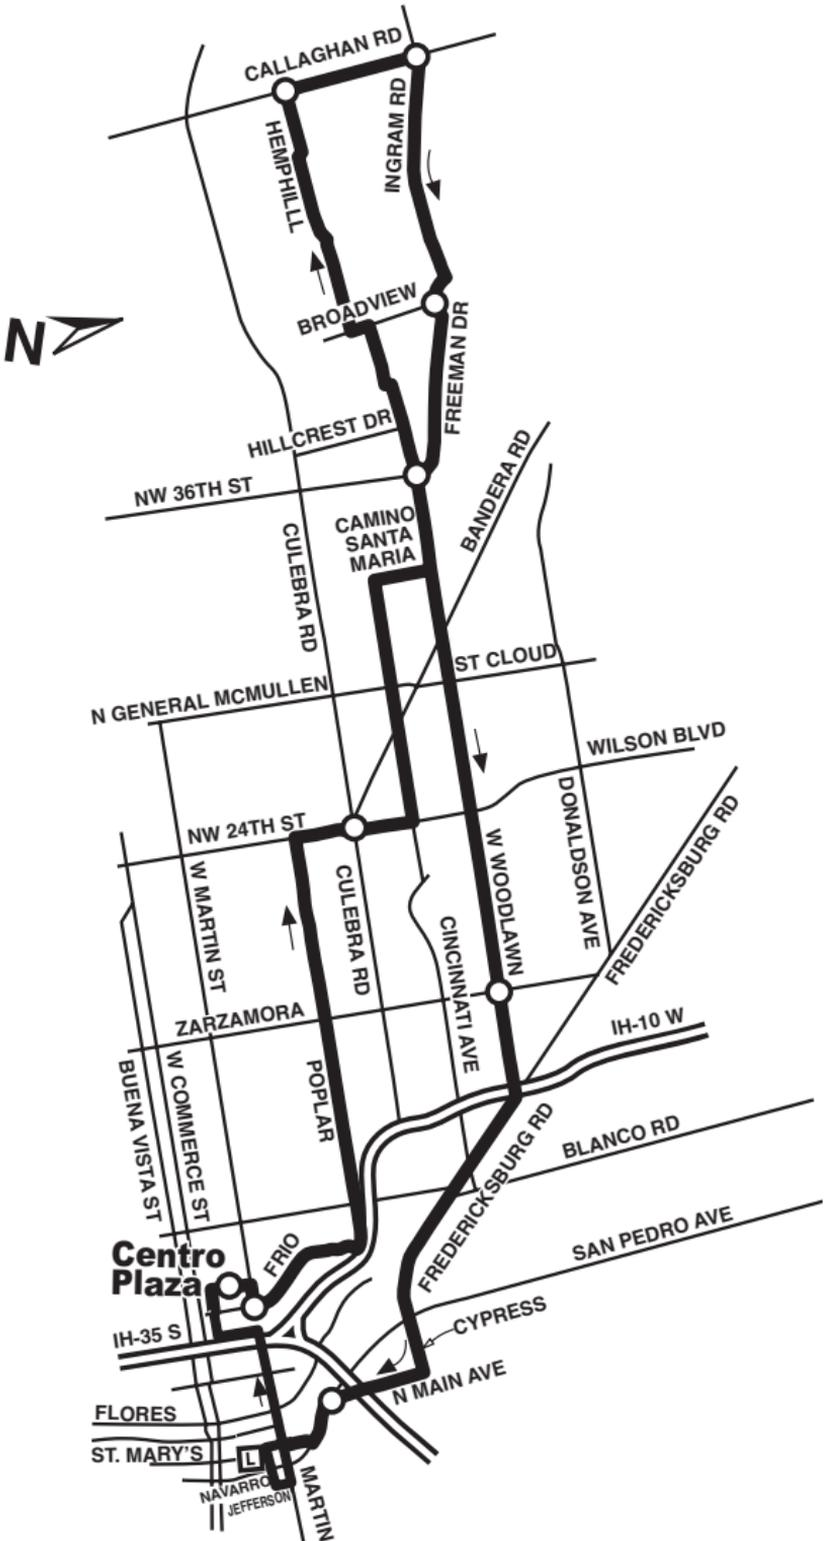 CALLAGHAN RD
INGRAM RD
HEMPHILLL
N
BROADVIEW
FREEMAN DR
HILLCREST DR
BANDERA RD
NW 36TH ST
CAMINO
SANTA
MARIA
CULEBRA RD
ST CLOUD
N GENERAL MCMULLEN
WILSON BLVD
NW 24TH ST
DONALDSON AVE
FREDERICKSBURG RD
W WOODLAWN
W MARTIN ST
CULEBRA RD
CINCINNATI AVE
ZARZAMORA
IH-10 W
POPLAR
BUENA VISTA ST
W COMMERCE ST
FREDERICKSBURG RD
BLANCO RD
SAN PEDRO AVE
Centro
Plaza
FRIO
IH-35 S
CYPRESS
N MAIN AVE
FLORES
ST. MARY'S
L
NAVARRO
JEFFERSON
MARTIN